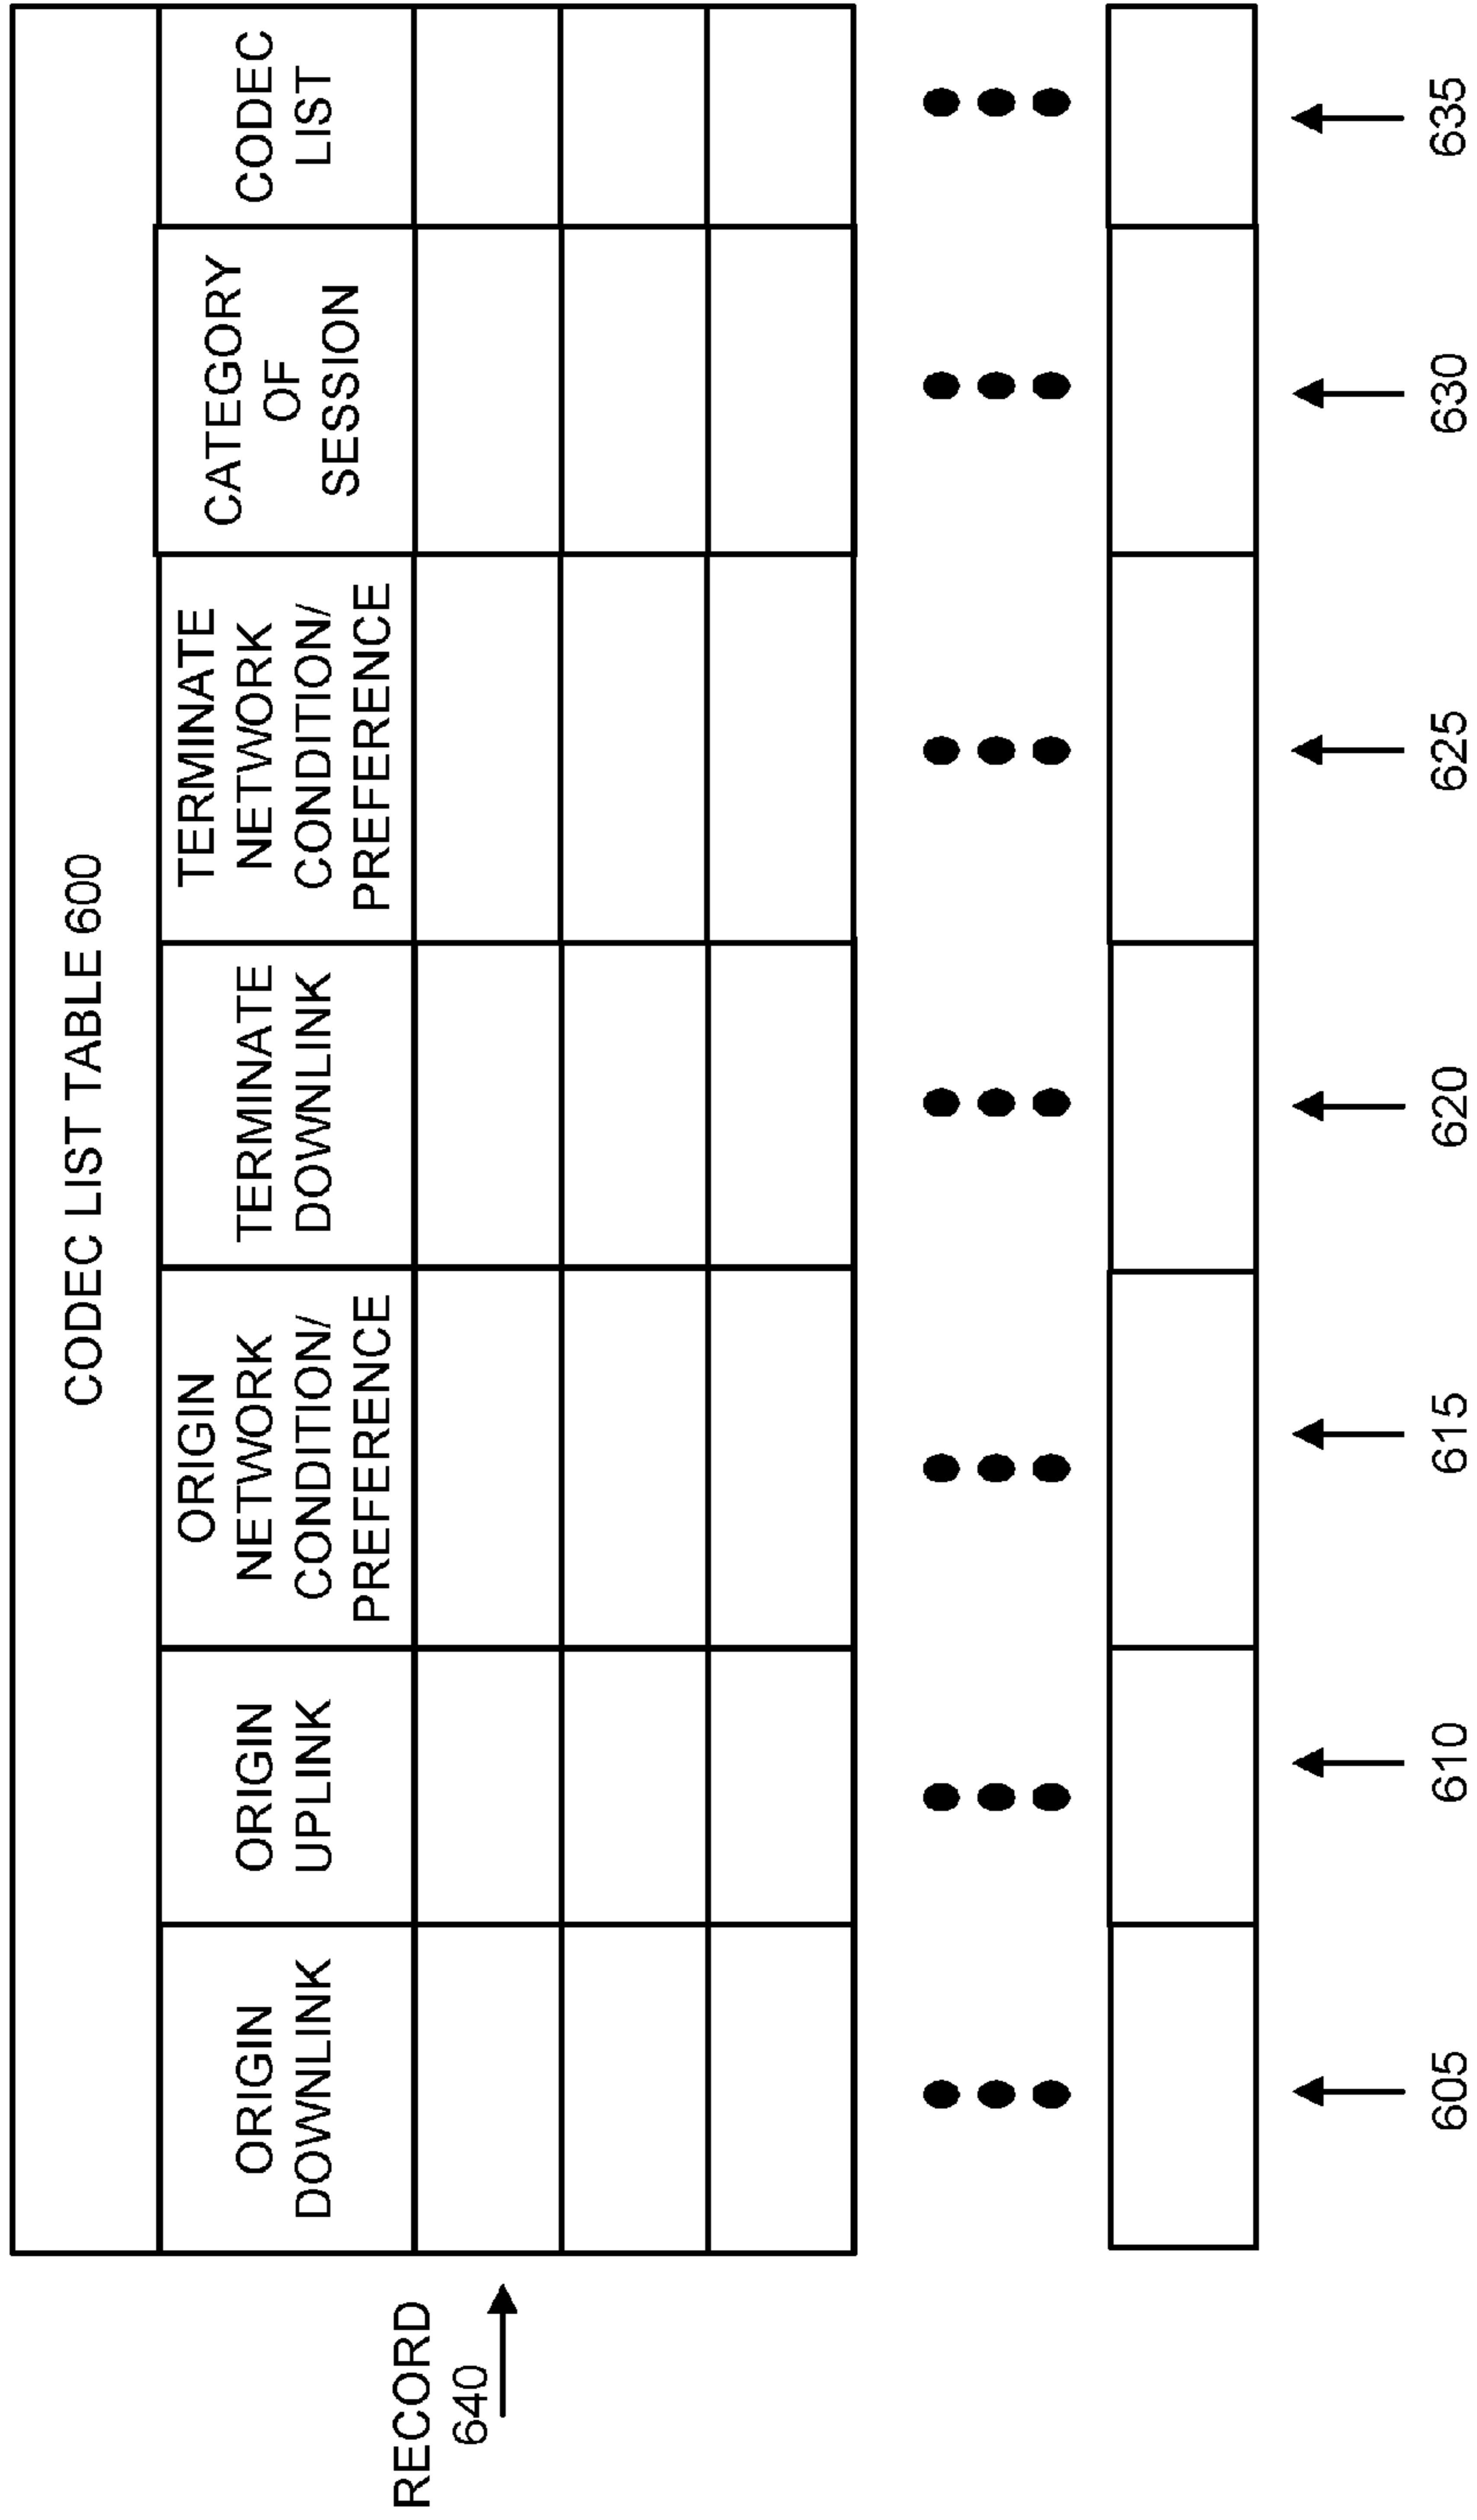 CODEC LIST TABLE 600
RECORD
640
ORIGIN
DOWNLINK
ORIGIN
UPLINK
ORIGIN
NETWORK
CONDITION/
PREFERENCE
TERMINATE
DOWNLINK
TERMINATE
NETWORK
CONDITION/
PREFERENCE
CATEGORY
OF
SESSION
CODEC
LIST
605
610
615
620
625
630
635